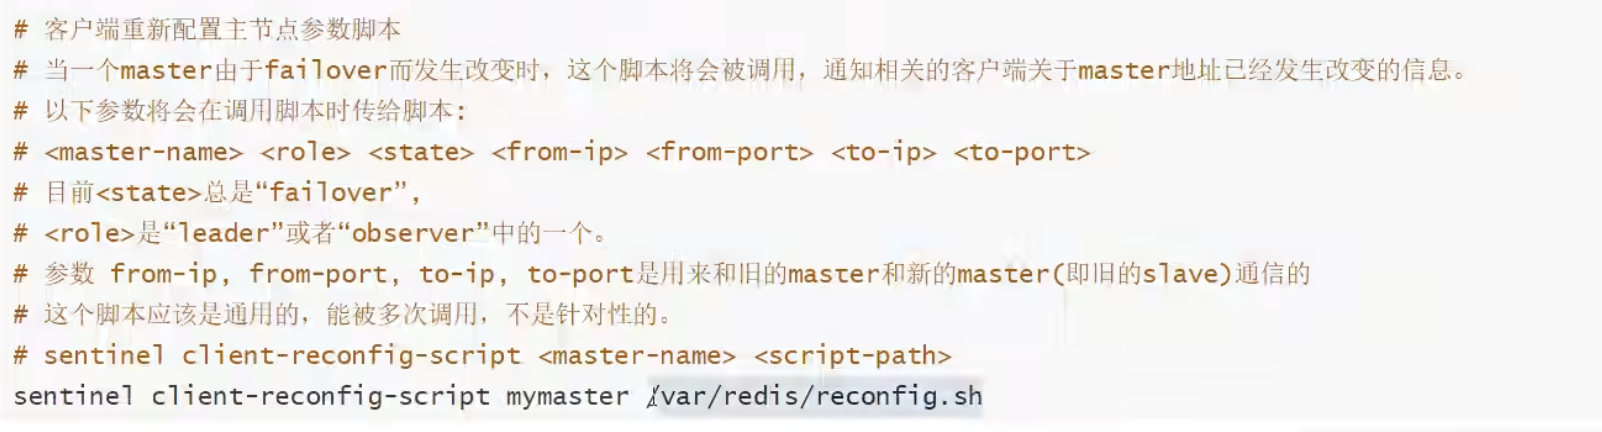 # 客户端重新配置主节点参数脚本
# 当一个master由于failover而发生改变时，这个脚本将会被调用，通知相关的客户端关于master地址已经发生改变的信息。
# 以下参数将会在调用脚本时传给脚本:
# <master-name> <role> <state> <from-ip> <from-port> <to-ip> <to-port>
# 目前<state>总是“failover”,
# <role>是“leader”或者“observer”中的一个。
# 参数 from-ip, from-port, to-ip, to-port是用来和旧的master和新的master(即旧的slave)通信的
# 这个脚本应该是通用的，能被多次调用，不是针对性的。
# sentinel client-reconfig-script <master-name> <script-path>
sentinel client-reconfig-script mymaster /var/redis/reconfig.sh